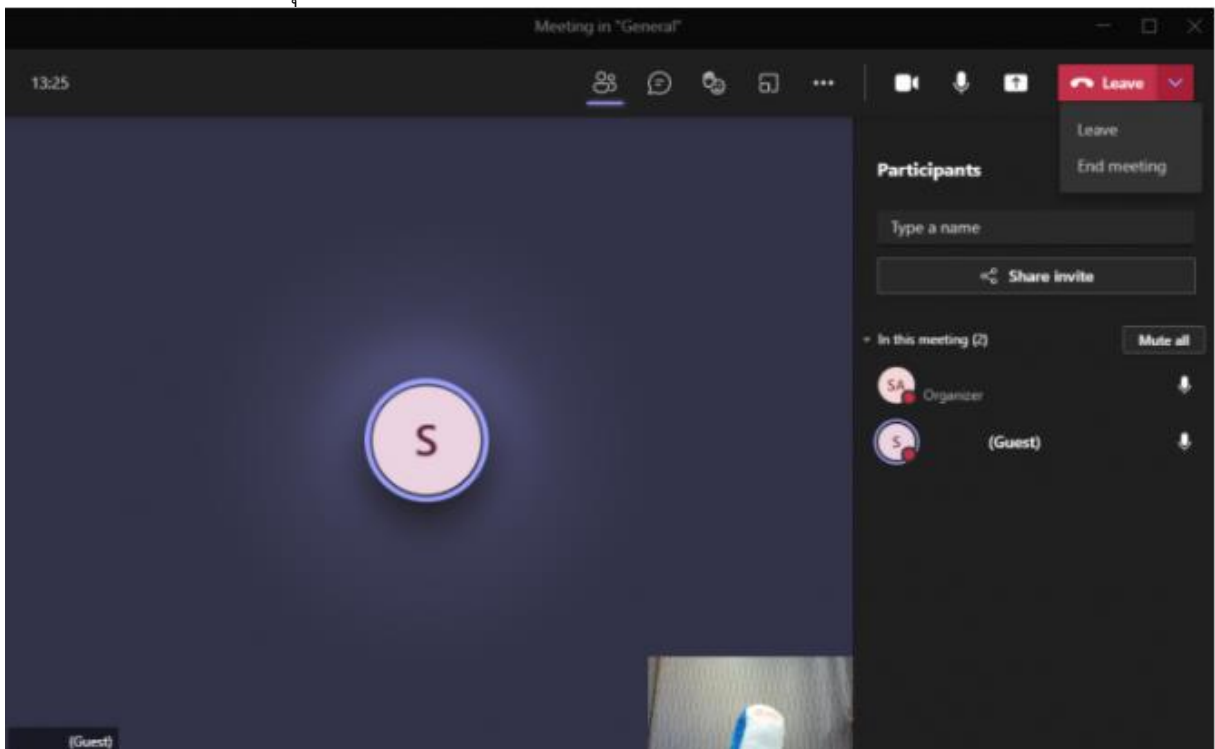 Meeting in "General"
13:25
Leave
Leave
End meeting
Participants
Type a name
Share invite
In this meeting (2)
Mute all
SA
Organizer
S
(Guest)
S
(Guest)